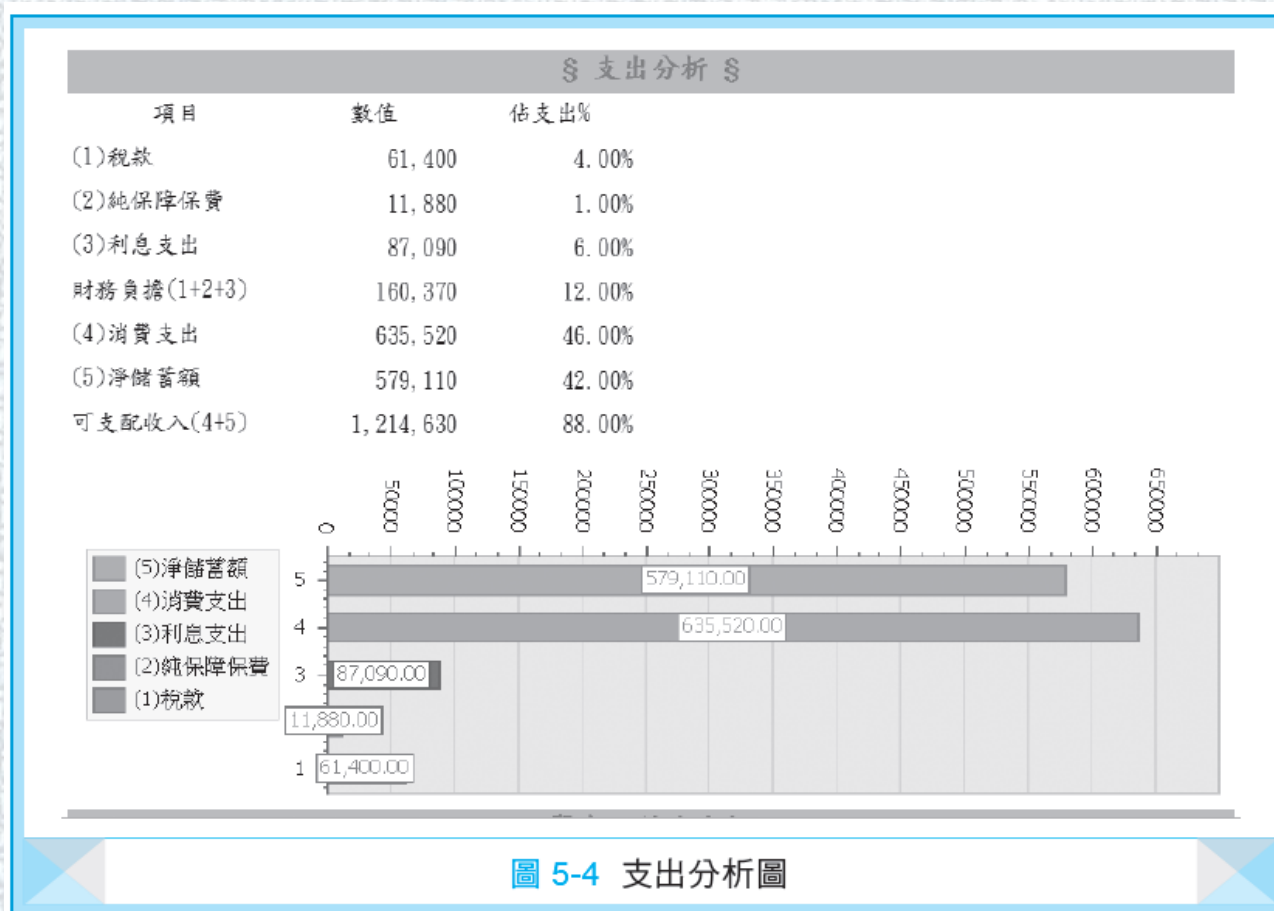 § 支出分析 §
項目 數值 佔支出%
(1)稅款 61,400 4.00%
(2)純保障保費 11,880 1.00%
(3)利息支出 87,090 6.00%
財務負擔(1+2+3) 160,370 12.00%
(4)消費支出 635,520 46.00%
(5)淨儲蓄額 579,110 42.00%
可支配收入(4+5) 1,214,630 88.00%
0 50000 100000 150000 200000 250000 300000 350000 400000 450000 500000 550000 600000 650000
(5)淨儲蓄額
(4)消費支出
(3)利息支出
(2)純保障保費
(1)稅款
5 579,110.00
4 635,520.00
3 87,090.00
11,880.00
1 61,400.00
圖 5-4 支出分析圖